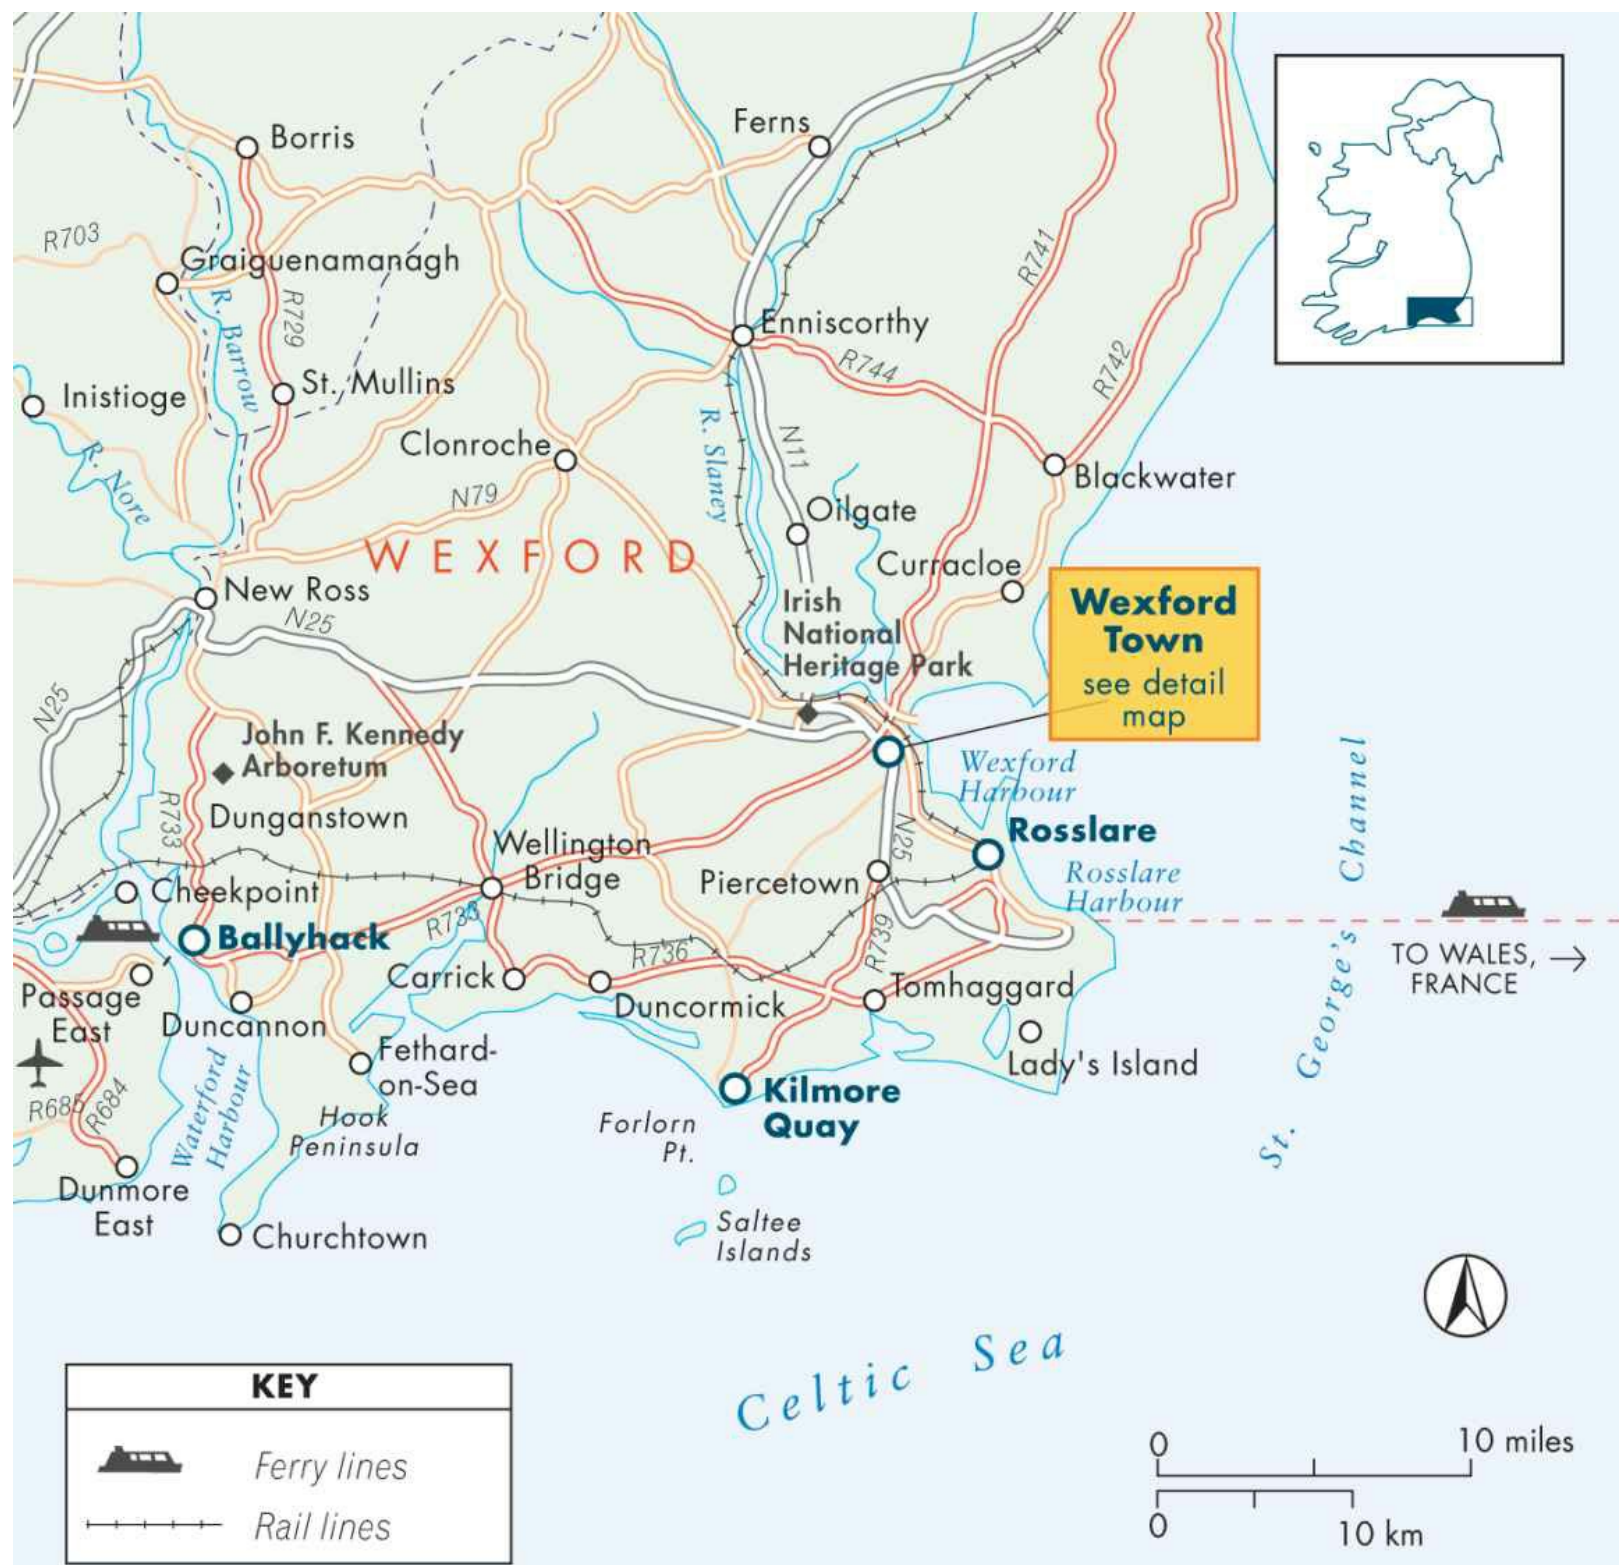 Ferns
Borris
R703
R741
Graiguenamanagh
R729
R. Barrow
Enniscorthy
R744
R742
Inistioge
St. Mullins
R. Slaney
N11
Clonroche
R. Nore
N79
Blackwater
Oilgate
WEXFORD
Curracloe
New Ross
N25
Irish
National
Heritage Park
Wexford
Town
see detail
map
N25
John F. Kennedy
Arboretum
R733
Dunganstown
Wexford
Harbour
St. George's Channel
Wellington
Bridge
N25
Rosslare
Cheekpoint
Piercetown
Rosslare
Harbour
Ballyhack
R733
R736
R739
TO WALES,
FRANCE
Carrick
Passage
East
Duncannon
Duncormick
Tomhaggard
Fethard-
on-Sea
Lady's Island
R685
R684
Waterford
Harbour
Hook
Peninsula
Forlorn
Pt.
Kilmore
Quay
Dunmore
East
Churchtown
Saltee
Islands
Celtic Sea
KEY
Ferry lines
Rail lines
0 10 miles
0 10 km